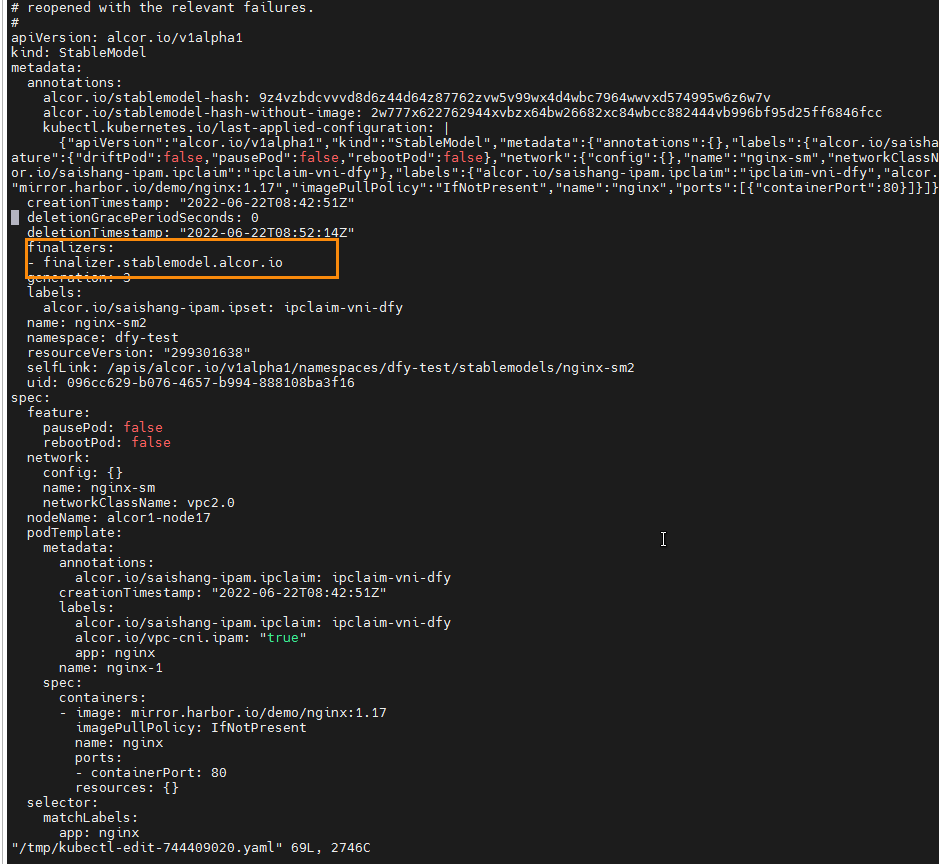 # reopened with the relevant failures.
#
apiVersion: alcor.io/v1alpha1
kind: StableModel
metadata:
  annotations:
    alcor.io/stablemodel-hash: 9z4vzbdcvvvd8d6z44d64z87762zvw5v99wx4d4wbc7964wwvxd574995w6z6w7v
    alcor.io/stablemodel-hash-without-image: 2w777x622762944xvbzx64bw26682xc84wbcc882444vb996bf95d25ff6846fcc
    kubectl.kubernetes.io/last-applied-configuration: |
      {"apiVersion":"alcor.io/v1alpha1","kind":"StableModel","metadata":{"annotations":{},"labels":{"alcor.io/saisha
ature":{"driftPod":false,"pausePod":false,"rebootPod":false},"network":{"config":{},"name":"nginx-sm","networkClassN
or.io/saishang-ipam.ipclaim":"ipclaim-vni-dfy"},"labels":{"alcor.io/saishang-ipam.ipclaim":"ipclaim-vni-dfy","alcor.
"mirror.harbor.io/demo/nginx:1.17","imagePullPolicy":"IfNotPresent","name":"nginx","ports":[{"containerPort":80}]}]}
  creationTimestamp: "2022-06-22T08:42:51Z"
  deletionGracePeriodSeconds: 0
  deletionTimestamp: "2022-06-22T08:52:14Z"
  finalizers:
  - finalizer.stablemodel.alcor.io
  generation: 3
  labels:
    alcor.io/saishang-ipam.ipset: ipclaim-vni-dfy
  name: nginx-sm2
  namespace: dfy-test
  resourceVersion: "299301638"
  selfLink: /apis/alcor.io/v1alpha1/namespaces/dfy-test/stablemodels/nginx-sm2
  uid: 096cc629-b076-4657-b994-888108ba3f16
spec:
  feature:
    pausePod: false
    rebootPod: false
  network:
    config: {}
    name: nginx-sm
    networkClassName: vpc2.0
  nodeName: alcor1-node17
  podTemplate:
    metadata:
      annotations:
        alcor.io/saishang-ipam.ipclaim: ipclaim-vni-dfy
      creationTimestamp: "2022-06-22T08:42:51Z"
      labels:
        alcor.io/saishang-ipam.ipclaim: ipclaim-vni-dfy
        alcor.io/vpc-cni.ipam: "true"
        app: nginx
      name: nginx-1
    spec:
      containers:
      - image: mirror.harbor.io/demo/nginx:1.17
        imagePullPolicy: IfNotPresent
        name: nginx
        ports:
        - containerPort: 80
        resources: {}
  selector:
    matchLabels:
      app: nginx
"/tmp/kubectl-edit-744409020.yaml" 69L, 2746C